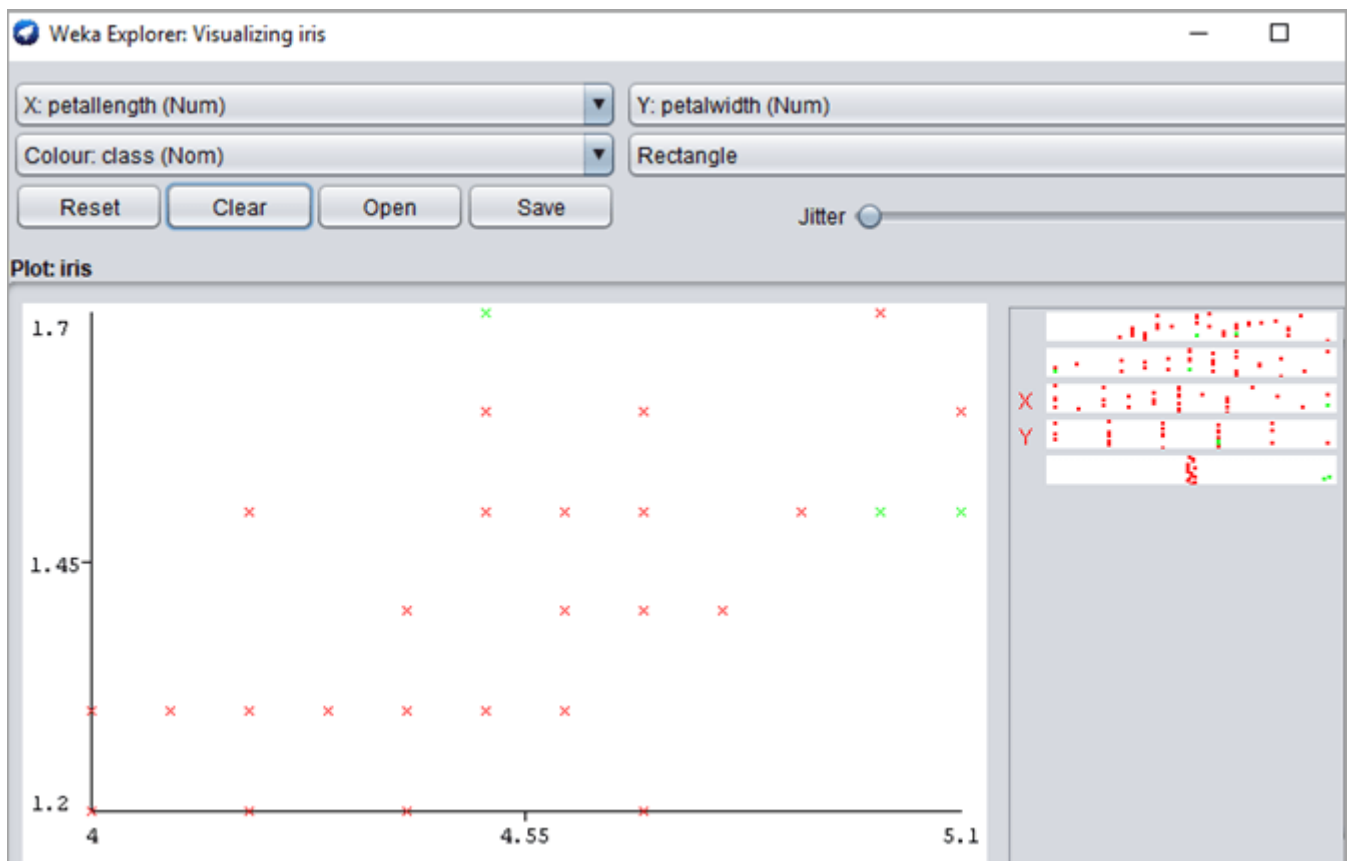 Weka Explorer: Visualizing iris
X: petallength (Num) Y: petalwidth (Num)
Colour: class (Nom) Rectangle
Reset Clear Open Save Jitter
Plot: iris
1.7
X
Y
1.45
1.2
4 4.55 5.1